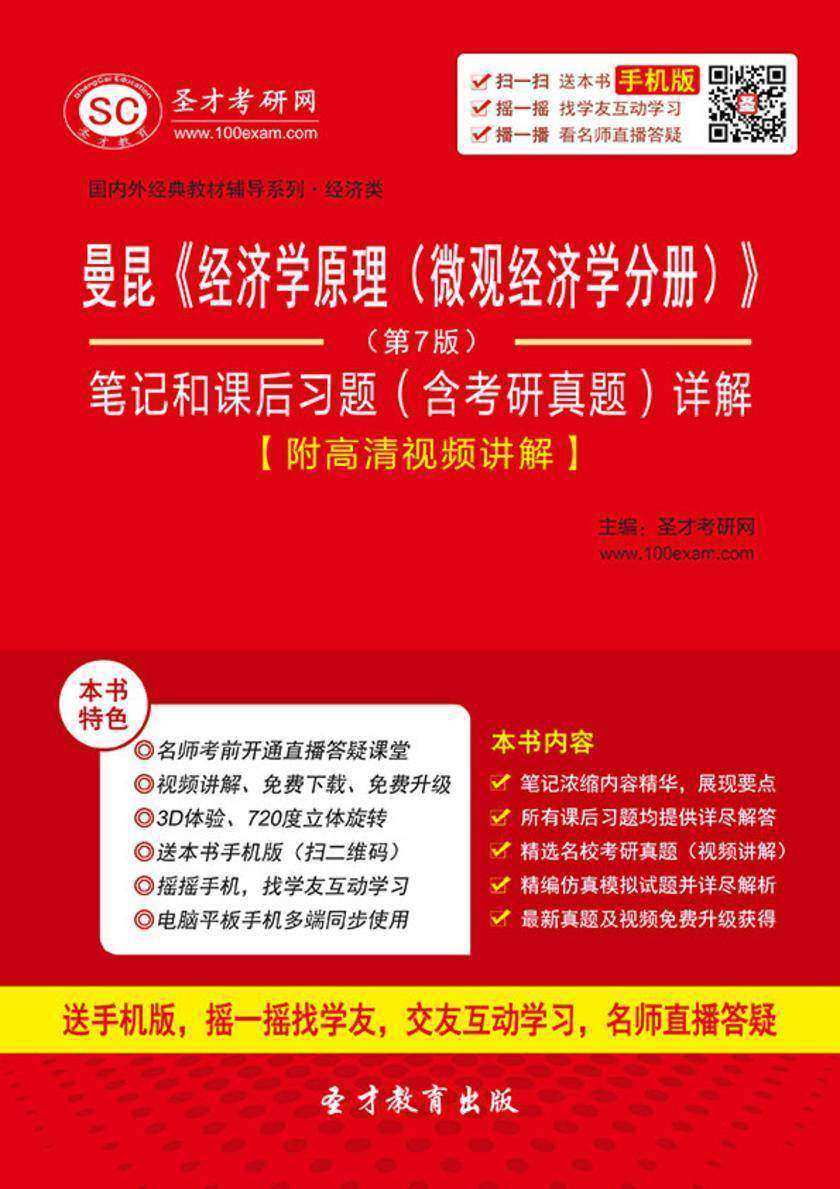 ShengCai Education
SC
圣才教育
圣才考研网
www.100exam.com
扫一扫 送本书 手机版
摇一摇 找学友互动学习
播一播 看名师直播答疑
圣
国内外经典教材辅导系列·经济类
曼昆《经济学原理（微观经济学分册）》
（第7版）
笔记和课后习题（含考研真题）详解
【附高清视频讲解】
主编：圣才考研网
www.100exam.com
本书
特色
名师考前开通直播答疑课堂
视频讲解、免费下载、免费升级
3D体验、720度立体旋转
送本书手机版（扫二维码）
摇摇手机，找学友互动学习
电脑平板手机多端同步使用
本书内容
笔记浓缩内容精华，展现要点
所有课后习题均提供详尽解答
精选名校考研真题（视频讲解）
精编仿真模拟试题并详尽解析
最新真题及视频免费升级获得
送手机版，摇一摇找学友，交友互动学习，名师直播答疑
圣才教育出版